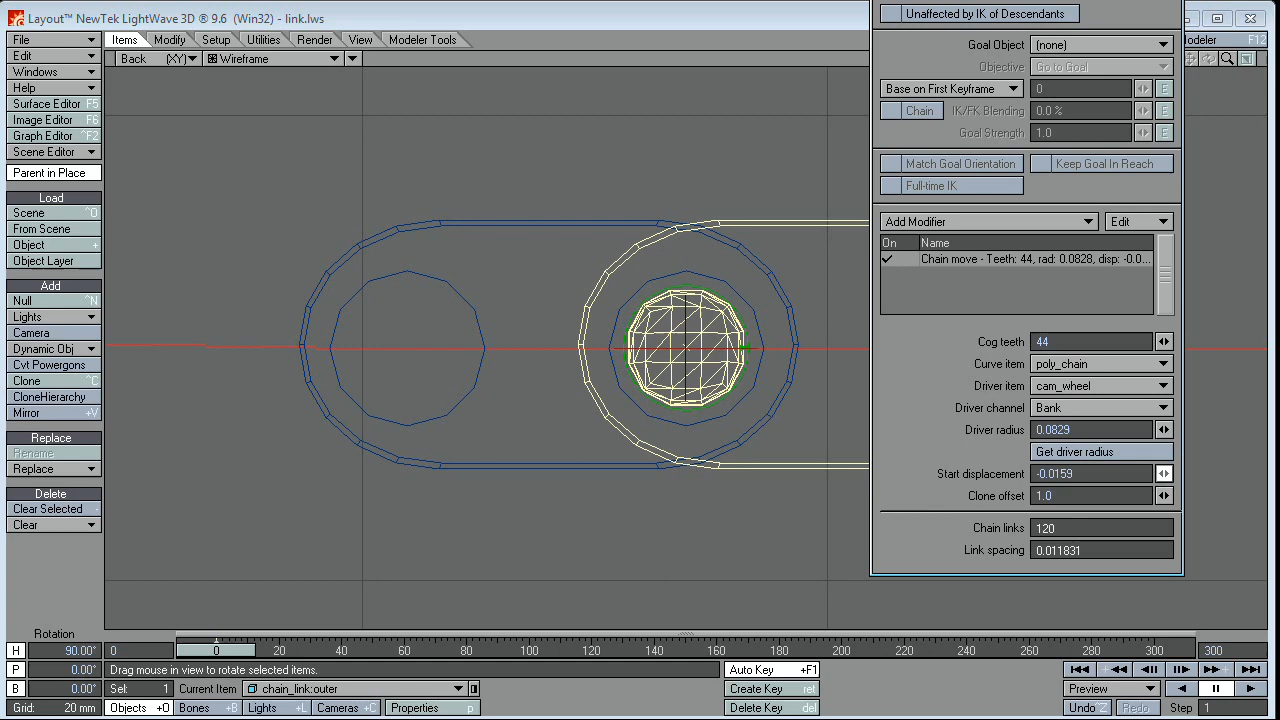 Layout™ NewTek LightWave 3D ® 9.6 (Win32) - link.lws
File
Edit
Windows
Help
Surface Editor F5
Image Editor F6
Graph Editor ^F2
Scene Editor
Parent in Place
Load
Scene ^O
From Scene
Object +
Object Layer
Add
Null ^N
Lights
Camera
Dynamic Obj
Cvt Powergons
Clone ^C
CloneHierarchy
Mirror +V
Replace
Rename
Replace
Delete
Clear Selected -
Clear
Items Modify Setup Utilities Render View Modeler Tools
Back (XY) Wireframe
odeler F12
Unaffected by IK of Descendants
Goal Object (none)
Objective Go to Goal
Base on First Keyframe 0 E
Chain IK/FK Blending 0.0 % E
Goal Strength 1.0 E
Match Goal Orientation Keep Goal In Reach
Full-time IK
Add Modifier Edit
On Name
Chain move - Teeth: 44, rad: 0.0828, disp: -0.0...
Cog teeth 44
Curve item poly_chain
Driver item cam_wheel
Driver channel Bank
Driver radius 0.0829
Get driver radius
Start displacement -0.0159
Clone offset 1.0
Chain links 120
Link spacing 0.011831
Rotation
H 90.00° 0 0 20 40 60 80 100 120 140 160 180 200 220 240 260 280 300 300
P 0.00° Drag mouse in view to rotate selected items. Auto Key +F1
B 0.00° Sel: 1 Current Item chain_link:outer Create Key ret Preview
Grid: 20 mm Objects +O Bones +B Lights +L Cameras +C Properties p Delete Key del Undo ^Z Redo Step 1